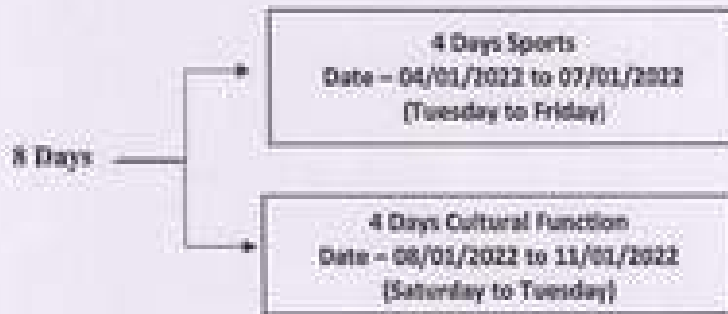 4 Days Sports
Date – 04/01/2022 to 07/01/2022
(Tuesday to Friday)
8 Days
4 Days Cultural Function
Date – 08/01/2022 to 11/01/2022
(Saturday to Tuesday)